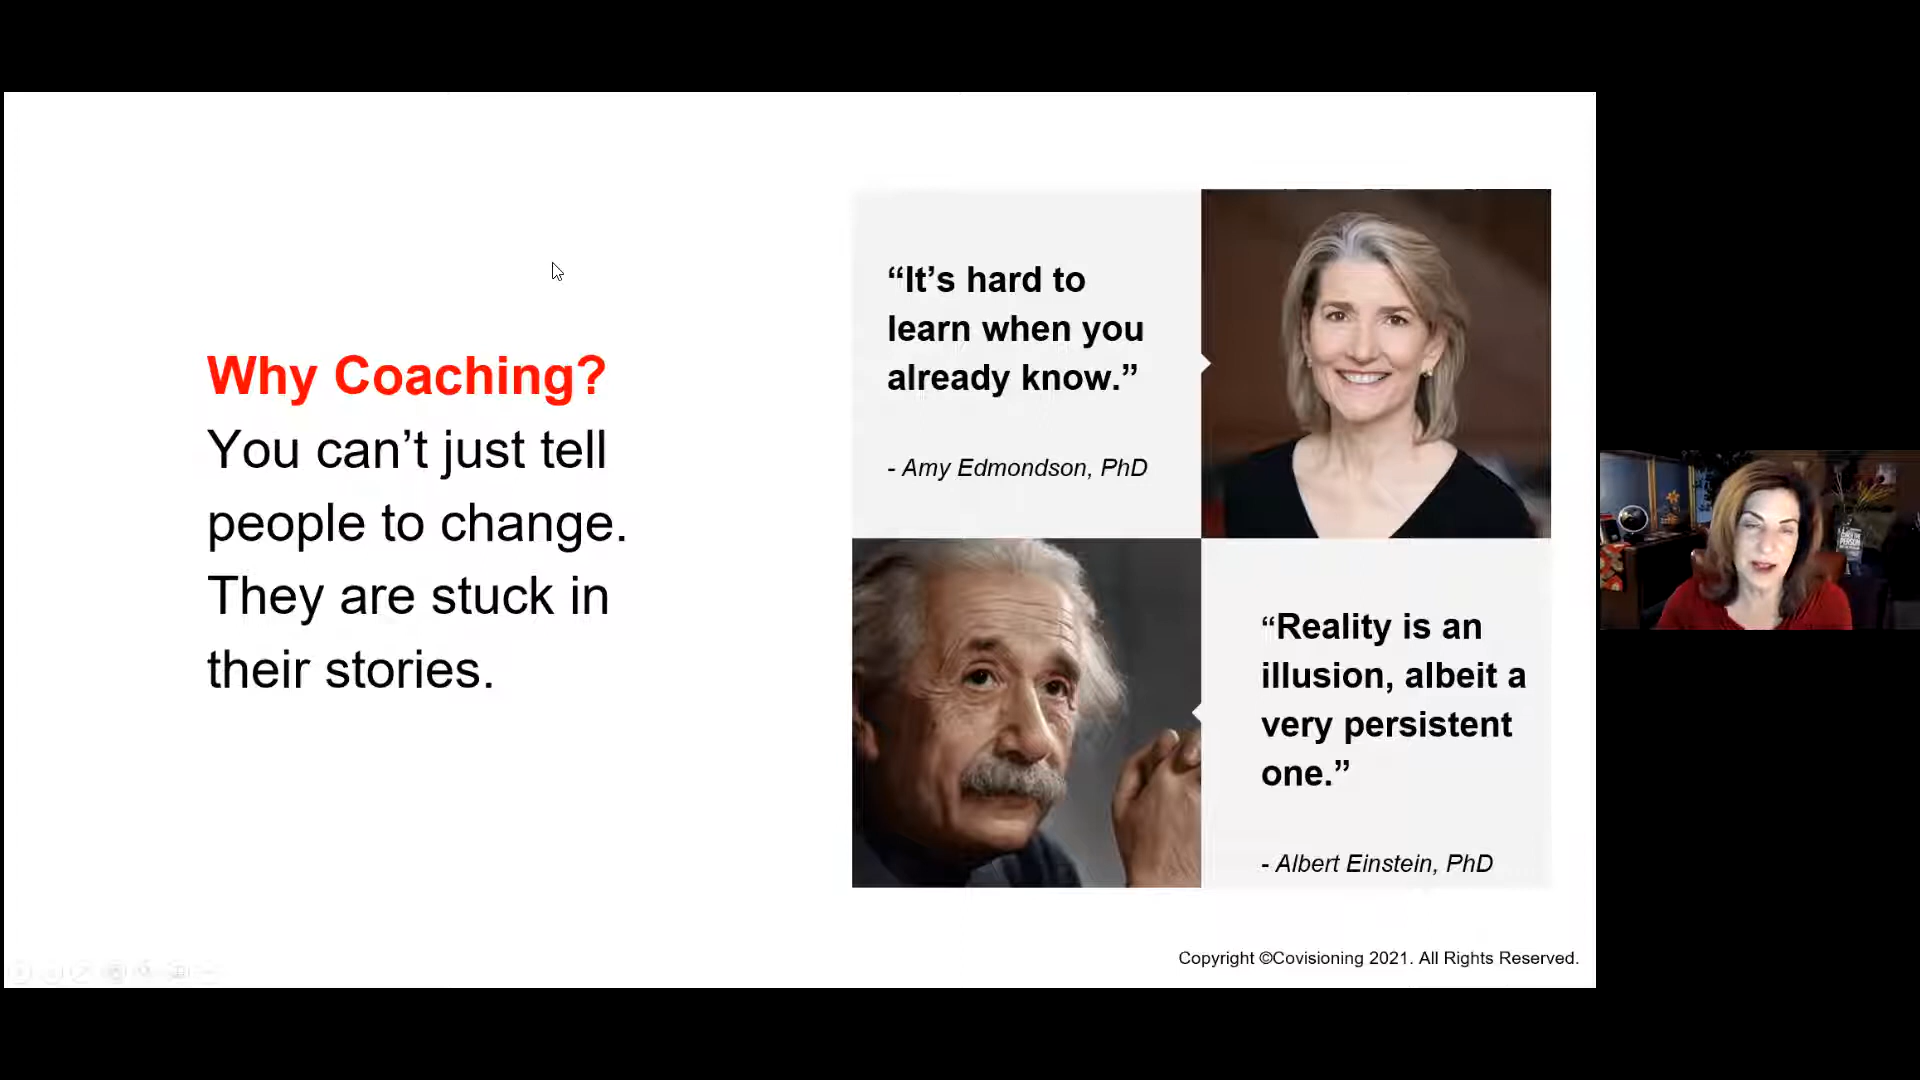 Why Coaching?
You can’t just tell
people to change.
They are stuck in
their stories.
“It’s hard to
learn when you
already know.”
- Amy Edmondson, PhD
“Reality is an
illusion, albeit a
very persistent
one.”
- Albert Einstein, PhD
Copyright ©Covisioning 2021. All Rights Reserved.